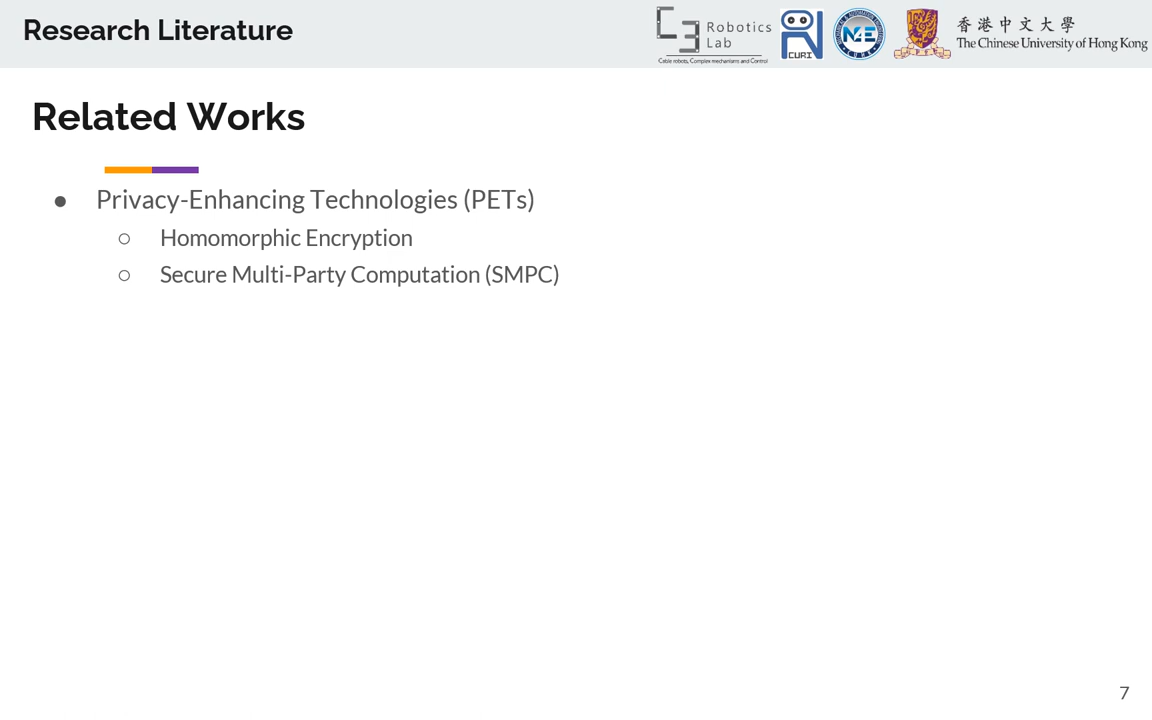 Research Literature
Robotics
Lab
Cable robots, Complex mechanisms and Control
CURI
MAE
香港中文大學
The Chinese University of Hong Kong
Related Works
● Privacy-Enhancing Technologies (PETs)
○ Homomorphic Encryption
○ Secure Multi-Party Computation (SMPC)
7